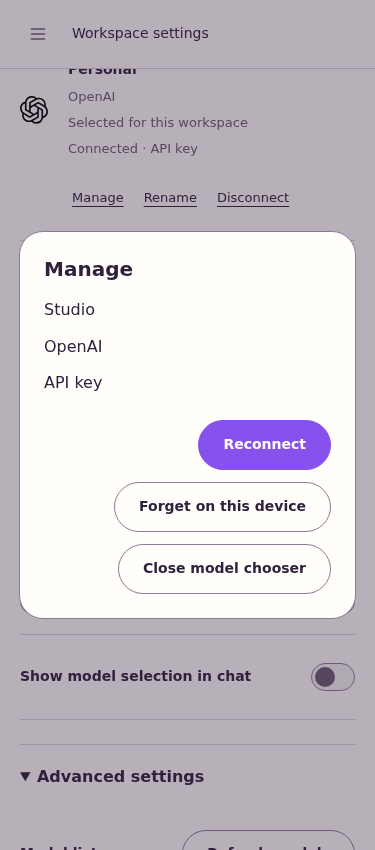 Workspace settings
Personal
OpenAI
Selected for this workspace
Connected · API key
Manage
Rename
Disconnect
Manage
Studio
OpenAI
API key
Reconnect
Forget on this device
Close model chooser
Show model selection in chat
▼ Advanced settings